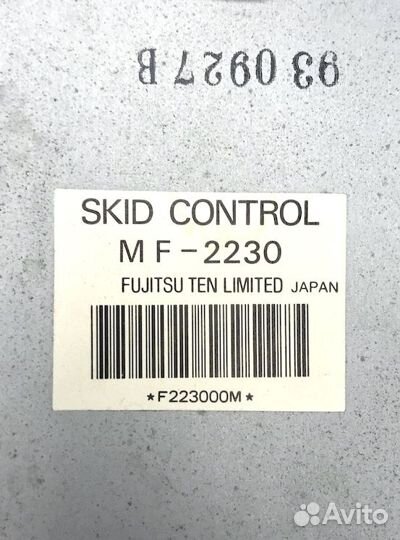 93 0927 B
SKID CONTROL
MF-2230
FUJITSU TEN LIMITED JAPAN
*F223000M*
Avito